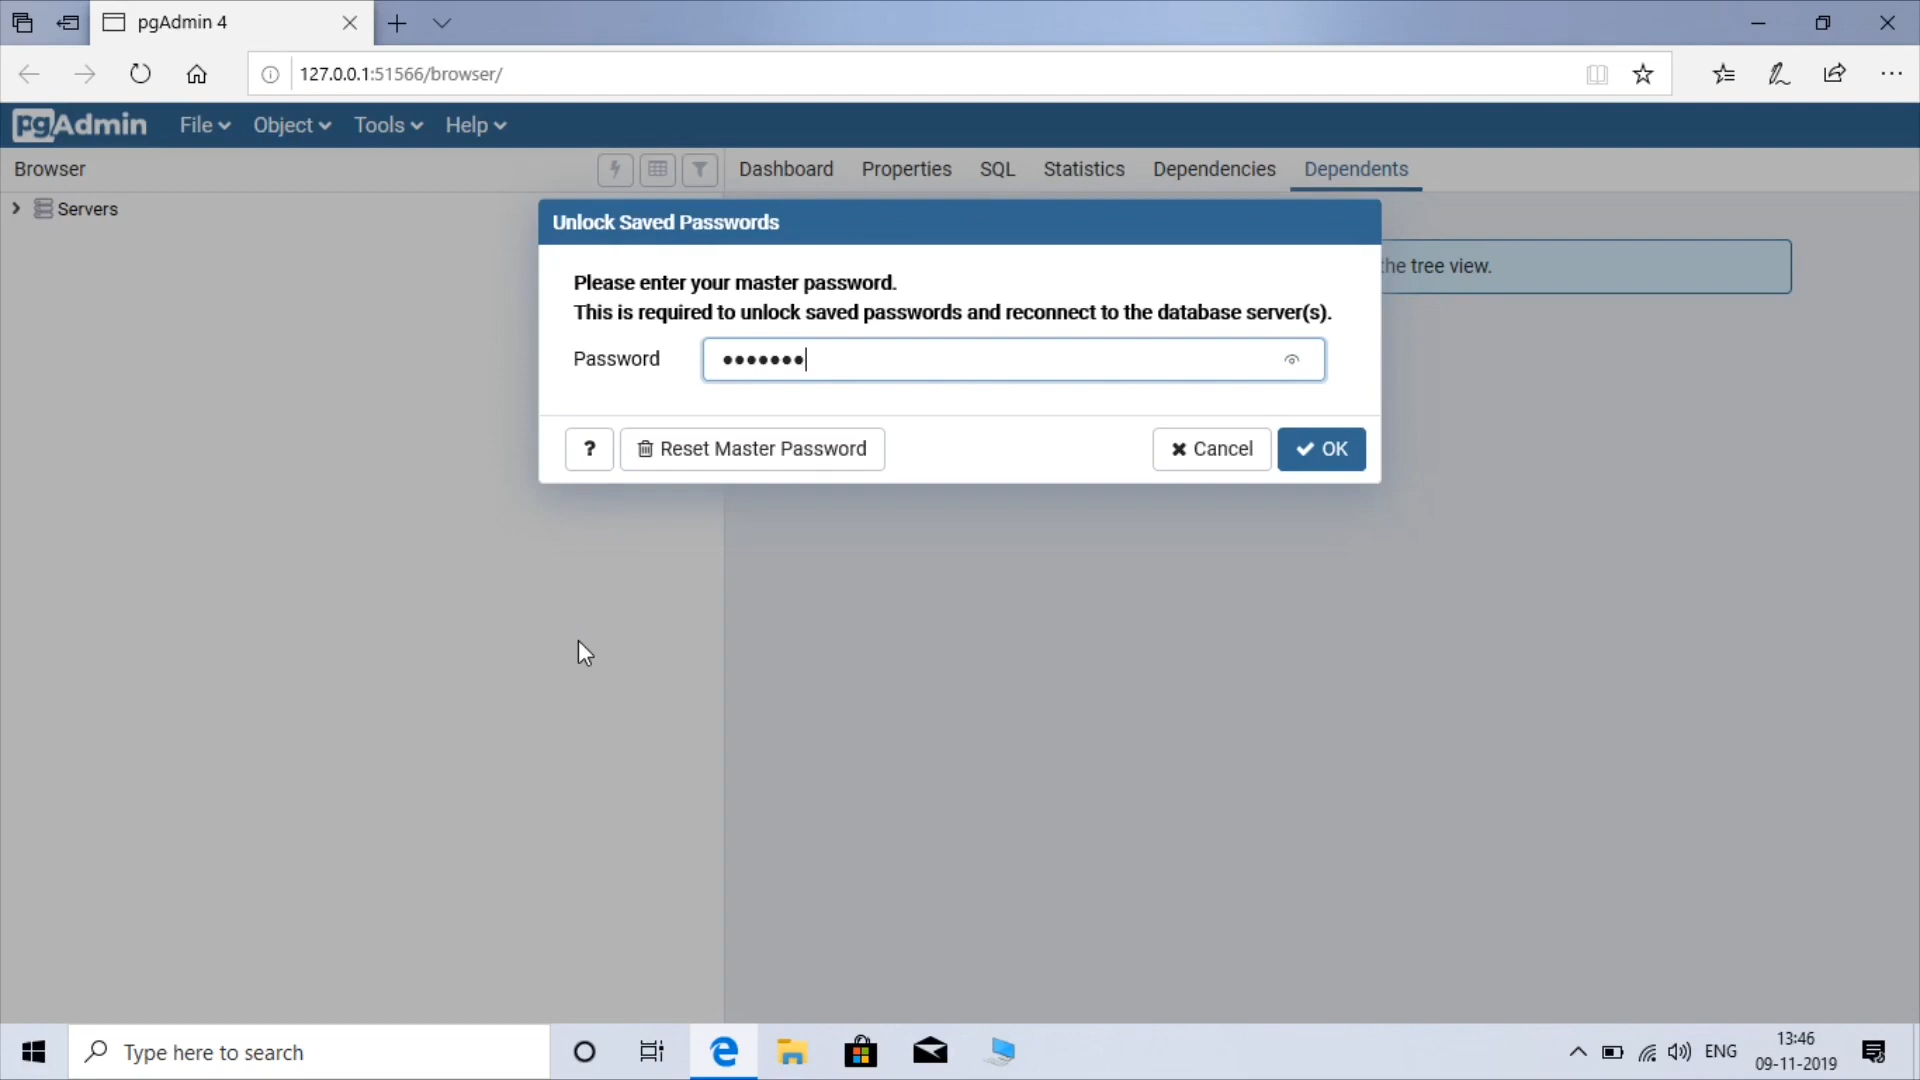 pgAdmin 4
127.0.0.1:51566/browser/
pgAdmin File Object Tools Help
Browser
Dashboard Properties SQL Statistics Dependencies Dependents
Servers
Unlock Saved Passwords
the tree view.
Please enter your master password.
This is required to unlock saved passwords and reconnect to the database server(s).
Password •••••••
? Reset Master Password Cancel OK
Type here to search
ENG
13:46
09-11-2019